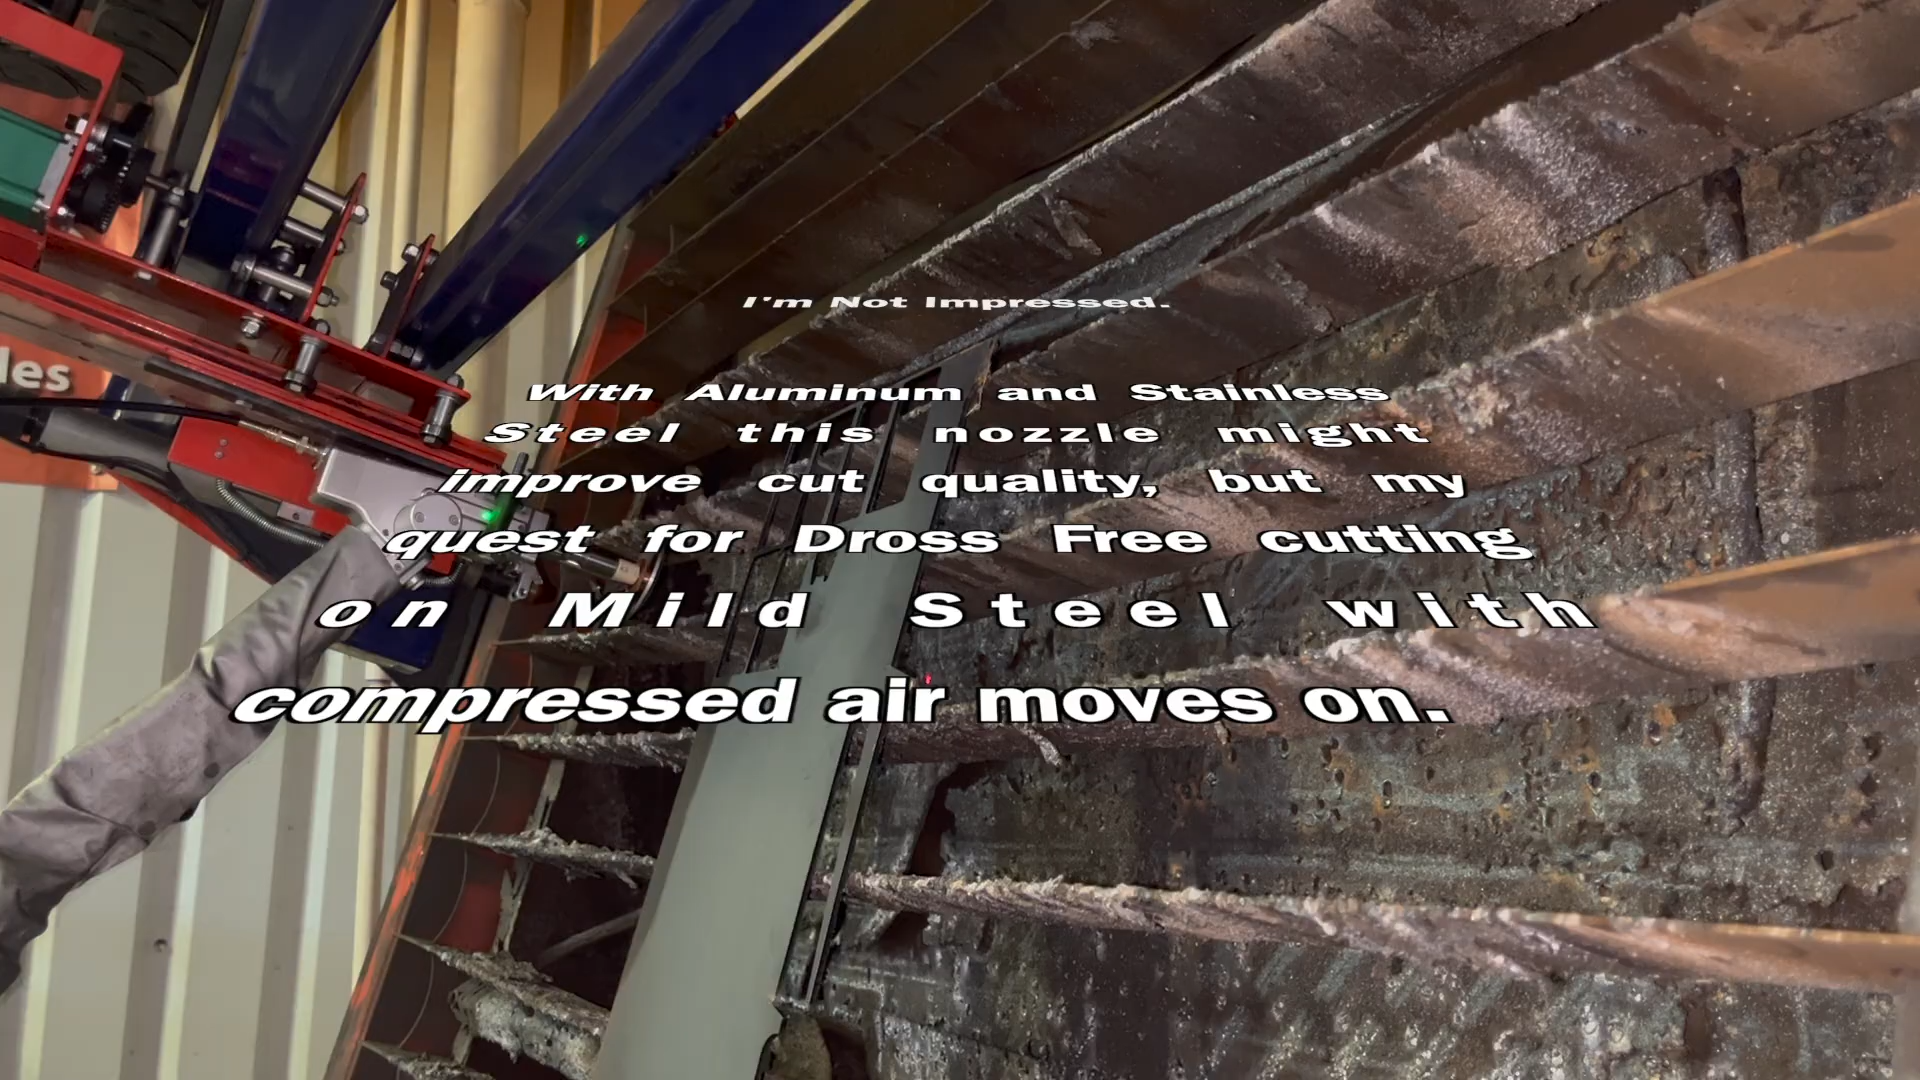 I'm Not Impressed.
des
With Aluminum and Stainless
Steel this nozzle might
improve cut quality, but my
quest for Dross Free cutting
on Mild Steel with
compressed air moves on.